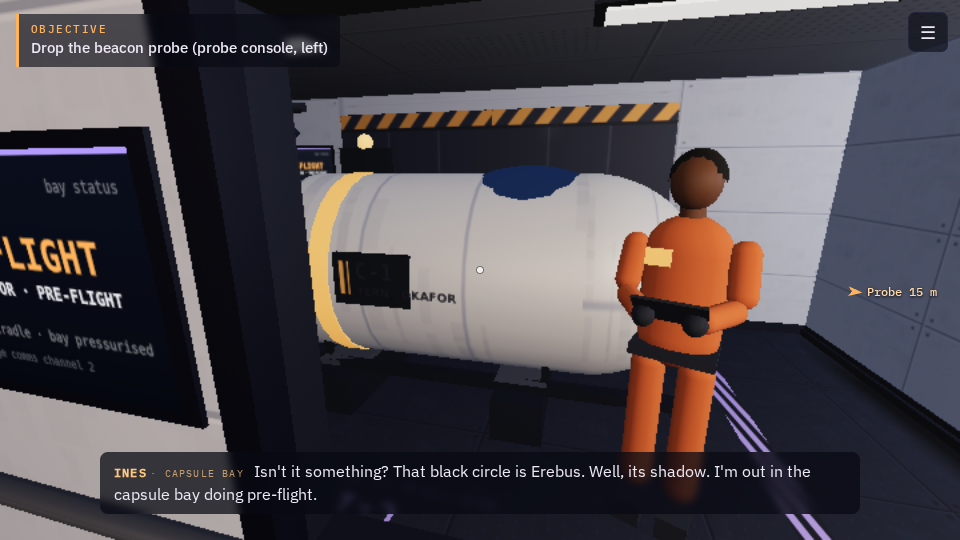 OBJECTIVE
Drop the beacon probe (probe console, left)
bay status
FLIGHT
OR · PRE-FLIGHT
radle · bay pressurised
comms channel 2
FLIGHT
C-1
KAFOR
Probe 15 m
INES · CAPSULE BAY Isn't it something? That black circle is Erebus. Well, its shadow. I'm out in the
capsule bay doing pre-flight.